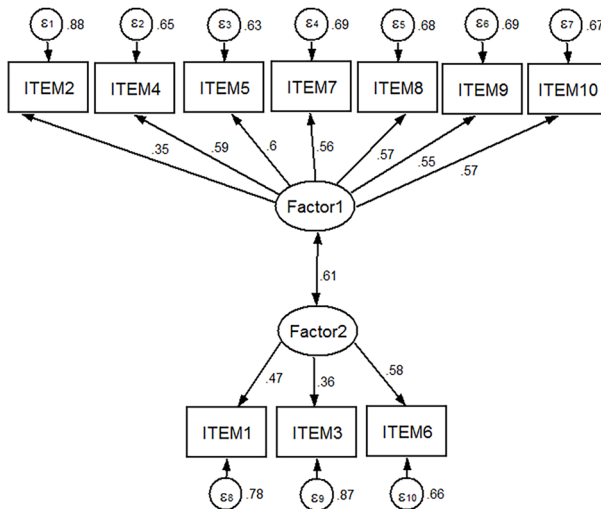 ε1 .88 ε2 .65 ε3 .63 ε4 .69 ε5 .68 ε6 .69 ε7 .67
ITEM2 ITEM4 ITEM5 ITEM7 ITEM8 ITEM9 ITEM10
.35 .59 .6 .56 .57 .55 .57
Factor1
.61
Factor2
.47 .36 .58
ITEM1 ITEM3 ITEM6
ε8 .78 ε9 .87 ε10 .66